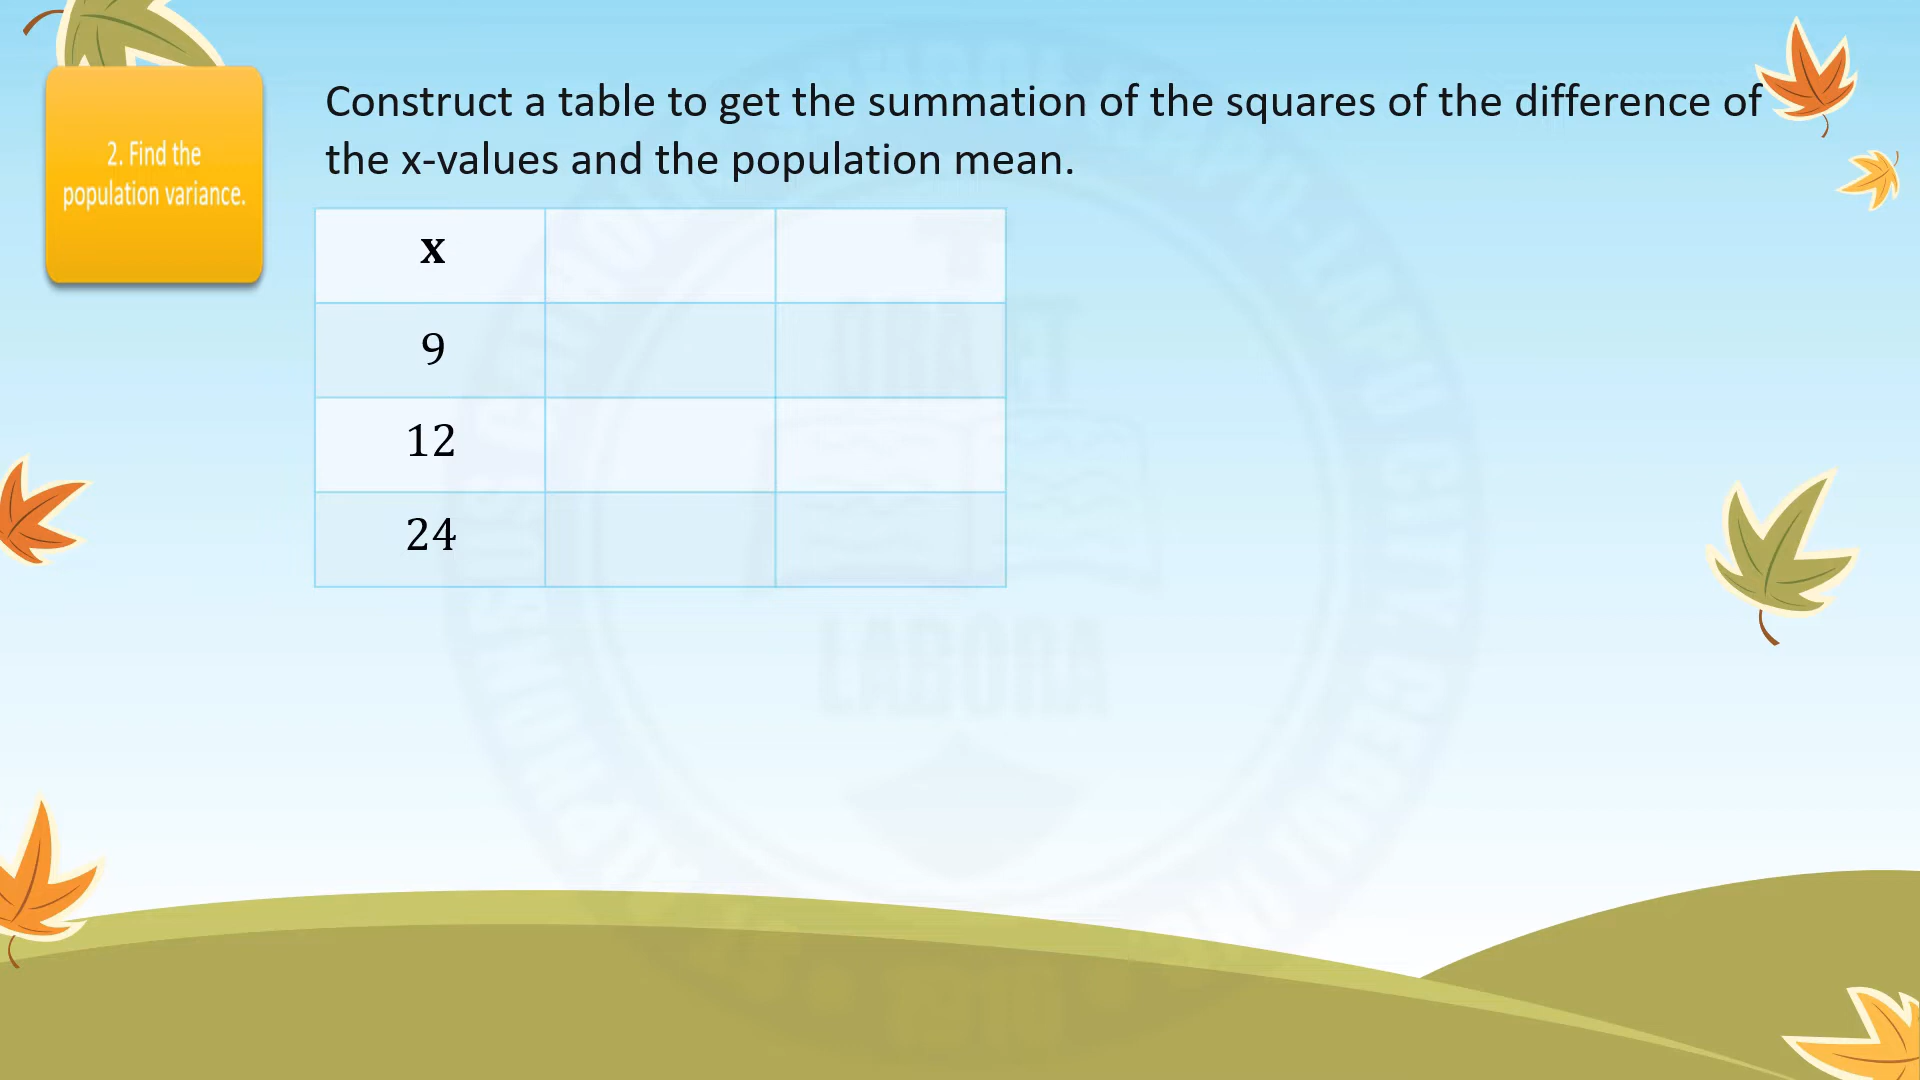 2. Find the
population variance.
Construct a table to get the summation of the squares of the difference of
the x-values and the population mean.
x
9
12
24
LABORA